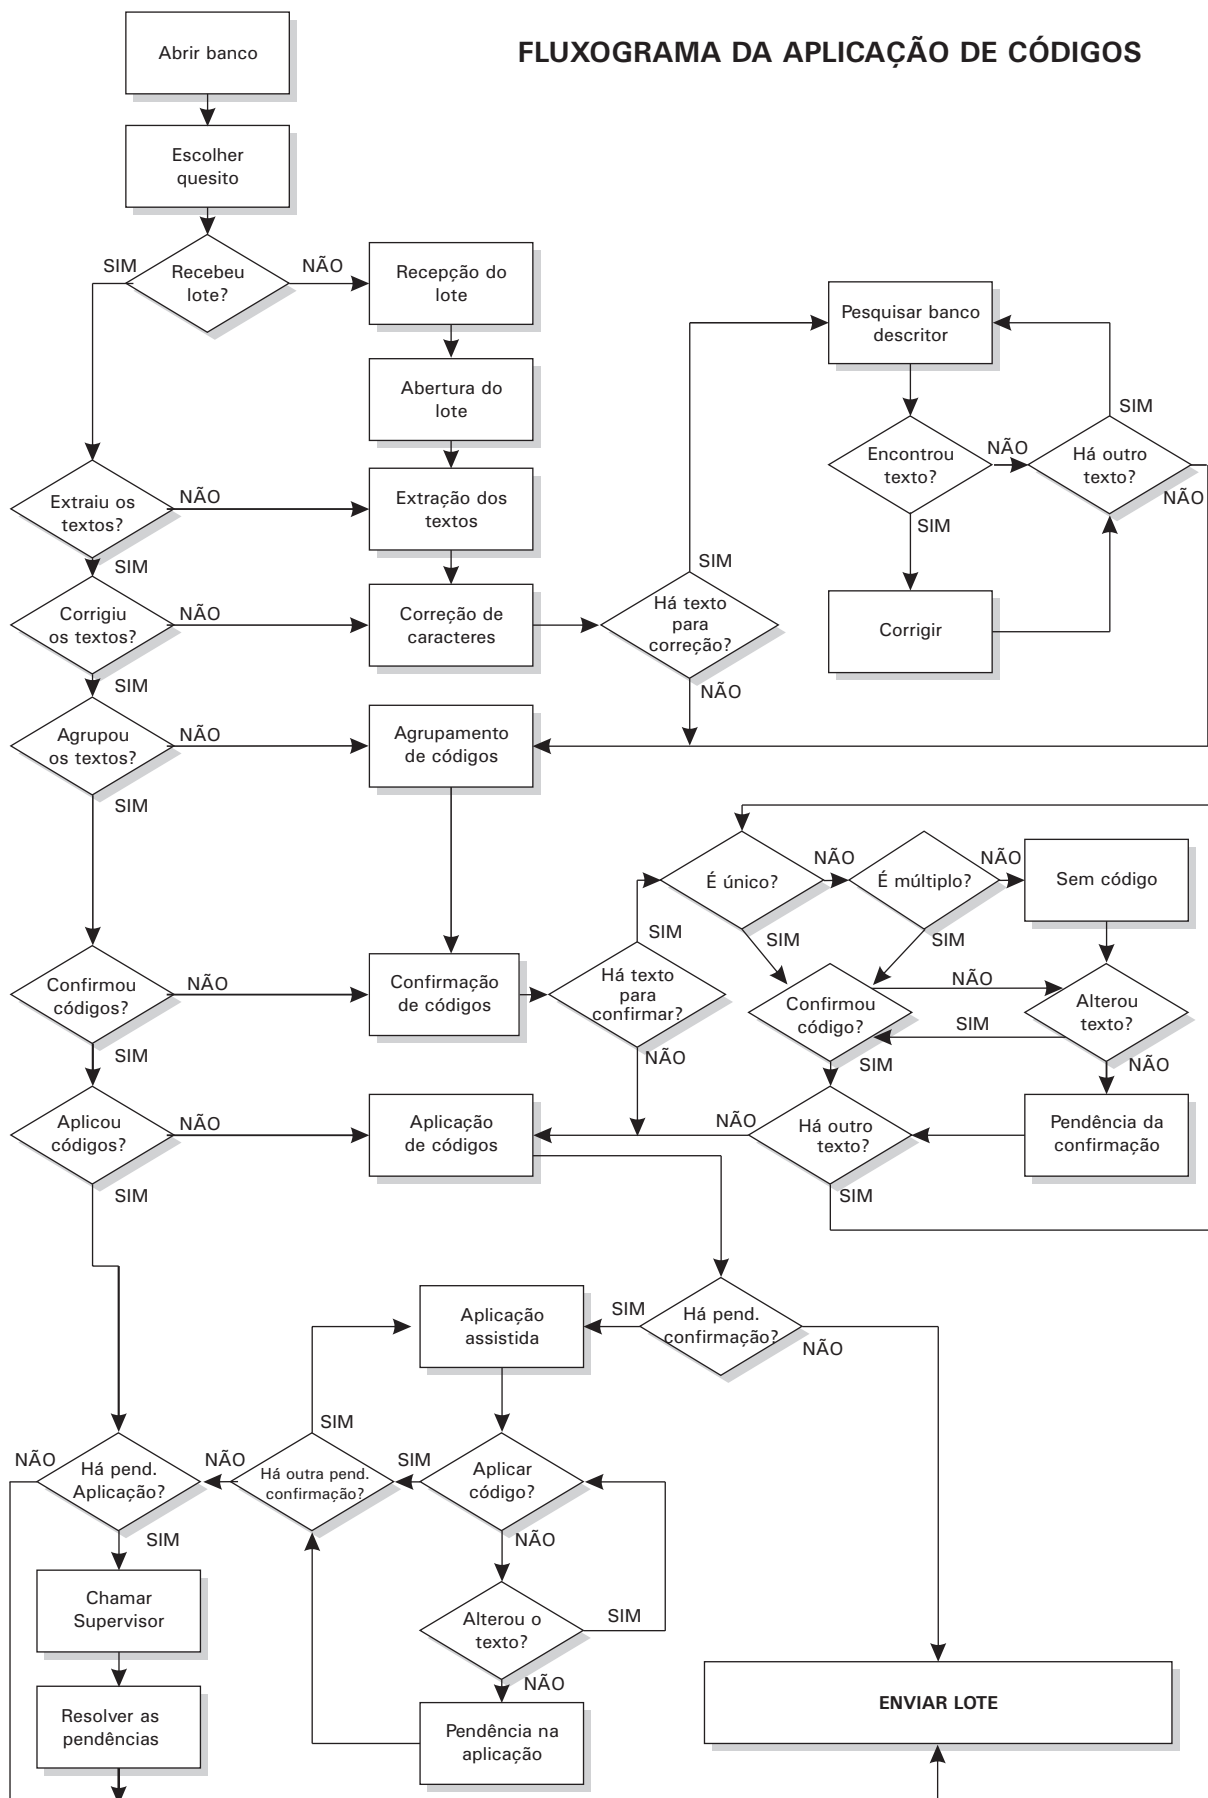 FLUXOGRAMA DA APLICAÇÃO DE CÓDIGOS
Abrir banco
Escolher
quesito
Recebeu
lote?
SIM
NÃO
Recepção do
lote
Abertura do
lote
Extraiu os
textos?
NÃO
SIM
Extração dos
textos
Corrigiu
os textos?
NÃO
SIM
Correção de
caracteres
Há texto
para
correção?
SIM
NÃO
Pesquisar banco
descritor
Encontrou
texto?
NÃO
SIM
Há outro
texto?
SIM
NÃO
Corrigir
Agrupou
os textos?
NÃO
SIM
Agrupamento
de códigos
Confirmou
códigos?
NÃO
SIM
Confirmação
de códigos
Há texto
para
confirmar?
SIM
NÃO
É único?
NÃO
SIM
É múltiplo?
NÃO
SIM
Sem código
Confirmou
código?
NÃO
SIM
SIM
Alterou
texto?
NÃO
Pendência da
confirmação
Há outro
texto?
NÃO
SIM
Aplicou
códigos?
NÃO
SIM
Aplicação
de códigos
Há pend.
confirmação?
SIM
NÃO
Aplicação
assistida
Aplicar
código?
SIM
NÃO
Há outra pend.
confirmação?
SIM
NÃO
Há pend.
Aplicação?
NÃO
SIM
Chamar
Supervisor
Resolver as
pendências
Alterou o
texto?
SIM
NÃO
Pendência na
aplicação
ENVIAR LOTE